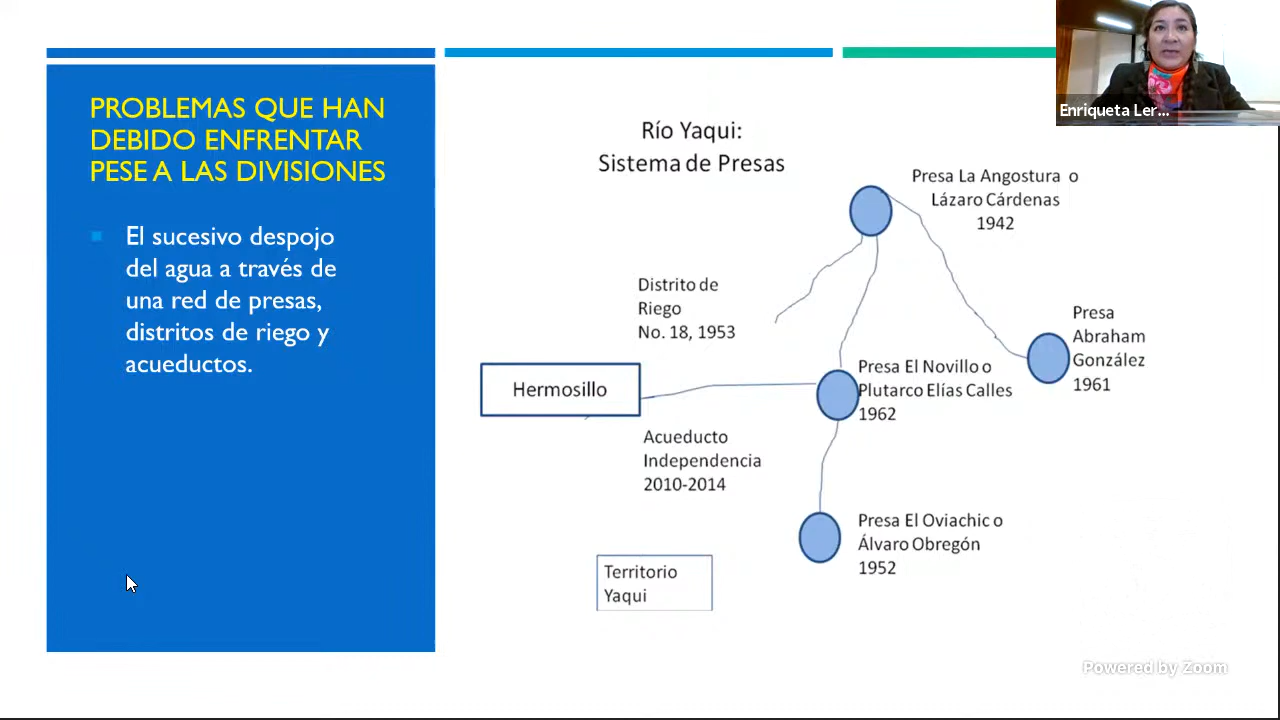 PROBLEMAS QUE HAN
DEBIDO ENFRENTAR
PESE A LAS DIVISIONES
El sucesivo despojo
del agua a través de
una red de presas,
distritos de riego y
acueductos.
Río Yaqui:
Sistema de Presas
Presa La Angostura o
Lázaro Cárdenas
1942
Distrito de
Riego
No. 18, 1953
Presa
Abraham
González
1961
Hermosillo
Presa El Novillo o
Plutarco Elías Calles
1962
Acueducto
Independencia
2010-2014
Presa El Oviachic o
Álvaro Obregón
1952
Territorio
Yaqui
Enriqueta Ler...
Powered by Zoom